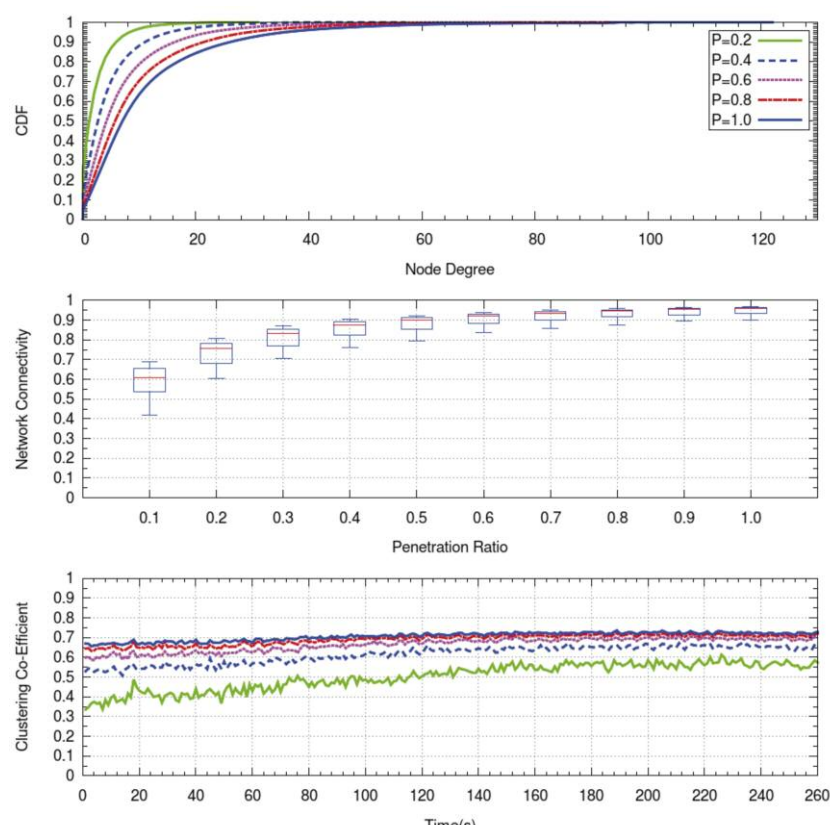 1
0.9
0.8
0.7
0.6
0.5
0.4
0.3
0.2
0.1
0
CDF
P=0.2
P=0.4
P=0.6
P=0.8
P=1.0
0 20 40 60 80 100 120
Node Degree
1
0.9
0.8
0.7
0.6
0.5
0.4
0.3
0.2
0.1
0
Network Connectivity
0.1 0.2 0.3 0.4 0.5 0.6 0.7 0.8 0.9 1.0
Penetration Ratio
1
0.9
0.8
0.7
0.6
0.5
0.4
0.3
0.2
0.1
0
Clustering Co-Efficient
0 20 40 60 80 100 120 140 160 180 200 220 240 260
Time(s)